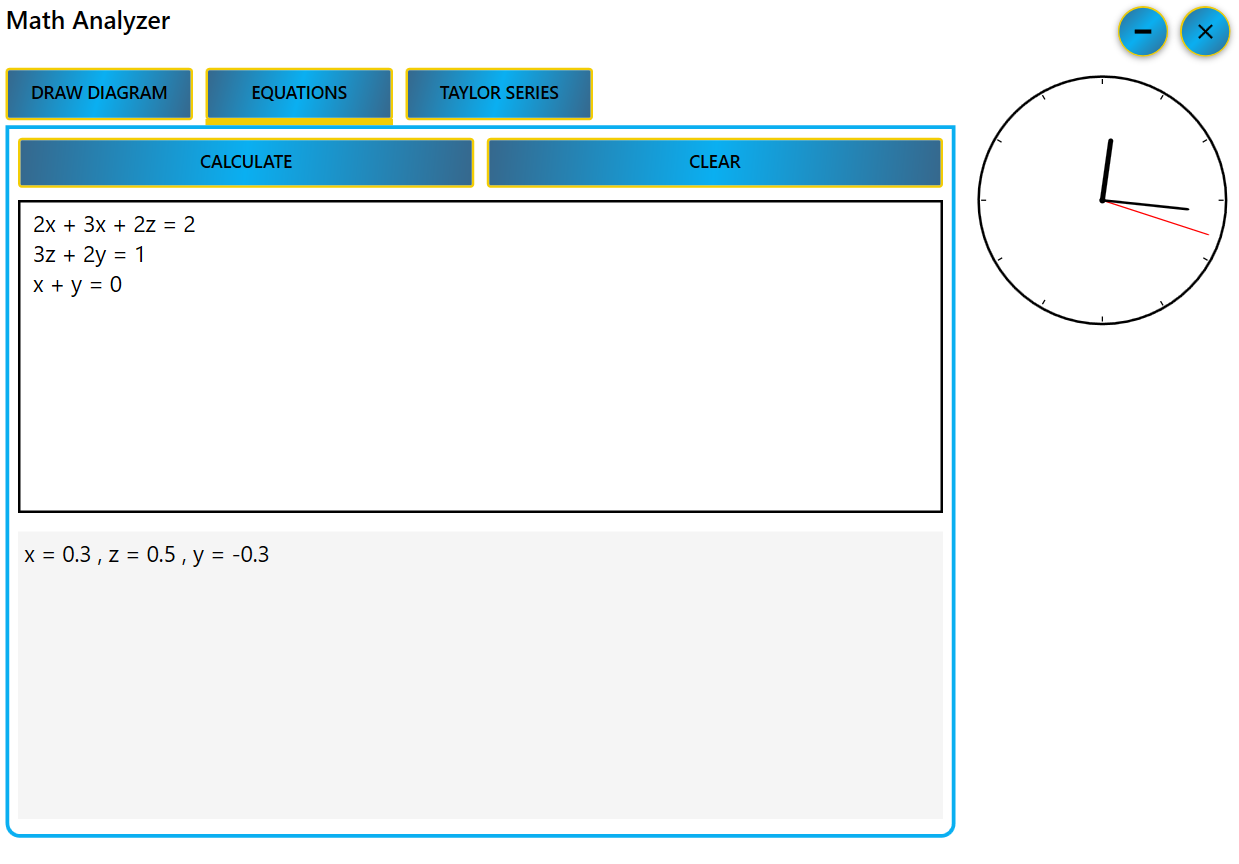 Math Analyzer
DRAW DIAGRAM
EQUATIONS
TAYLOR SERIES
CALCULATE
CLEAR
2x + 3x + 2z = 2
3z + 2y = 1
x + y = 0
x = 0.3 , z = 0.5 , y = -0.3